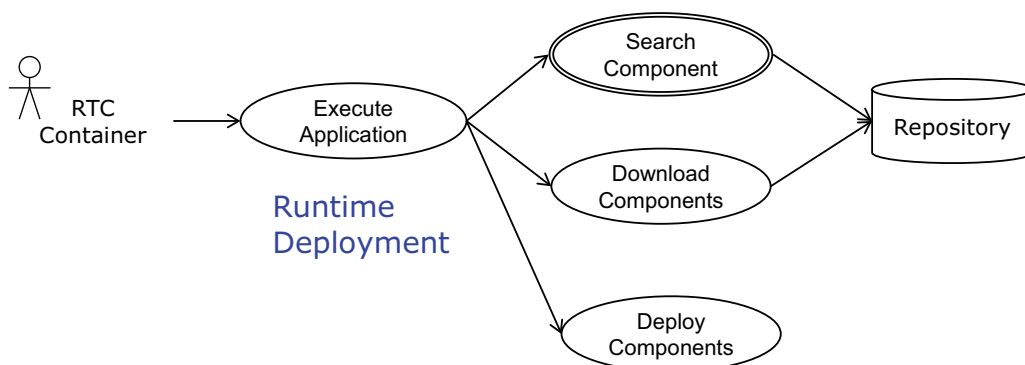 Search
Component
RTC
Container
Execute
Application
Repository
Download
Components
Runtime
Deployment
Deploy
Components